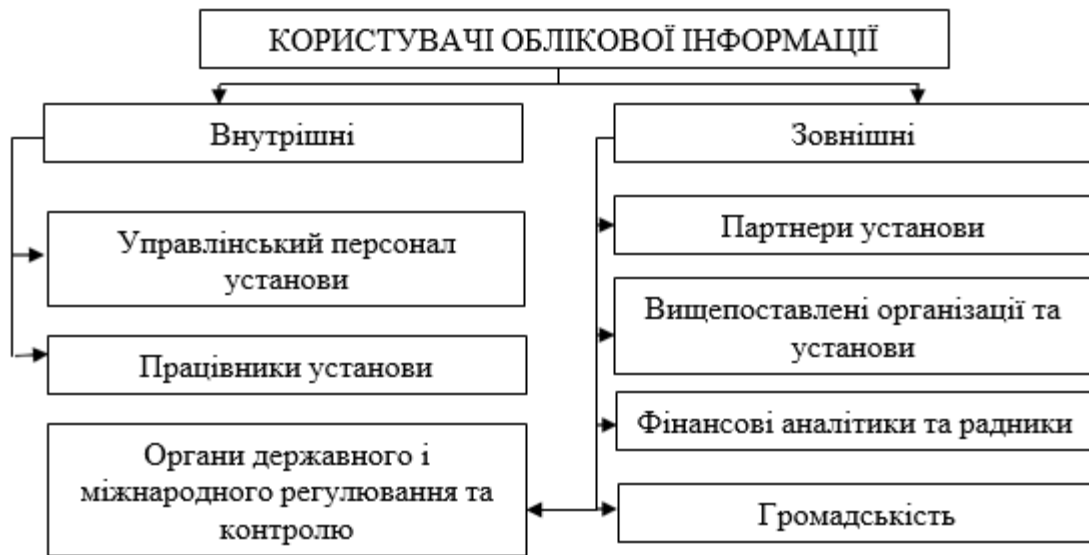 КОРИСТУВАЧІ ОБЛІКОВОЇ ІНФОРМАЦІЇ
Внутрішні
Управлінський персонал
установи
Працівники установи
Зовнішні
Партнери установи
Вищепоставлені організації та
установи
Фінансові аналітики та радники
Громадськість
Органи державного і
міжнародного регулювання та
контролю